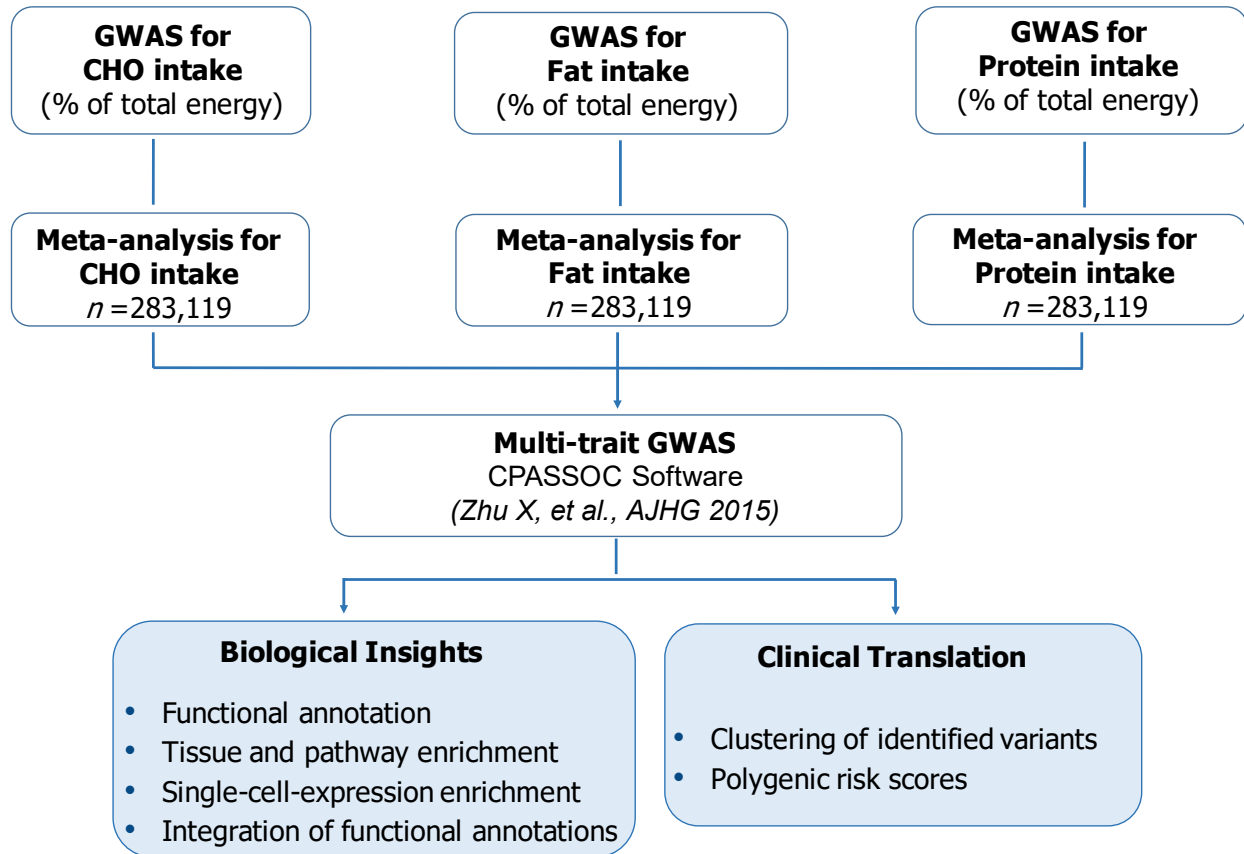 GWAS for
CHO intake
(% of total energy)
GWAS for
Fat intake
(% of total energy)
GWAS for
Protein intake
(% of total energy)
Meta-analysis for
CHO intake
n =283,119
Meta-analysis for
Fat intake
n =283,119
Meta-analysis for
Protein intake
n =283,119
Multi-trait GWAS
CPASSOC Software
(Zhu X, et al., AJHG 2015)
Biological Insights
• Functional annotation
• Tissue and pathway enrichment
• Single-cell-expression enrichment
• Integration of functional annotations
Clinical Translation
• Clustering of identified variants
• Polygenic risk scores